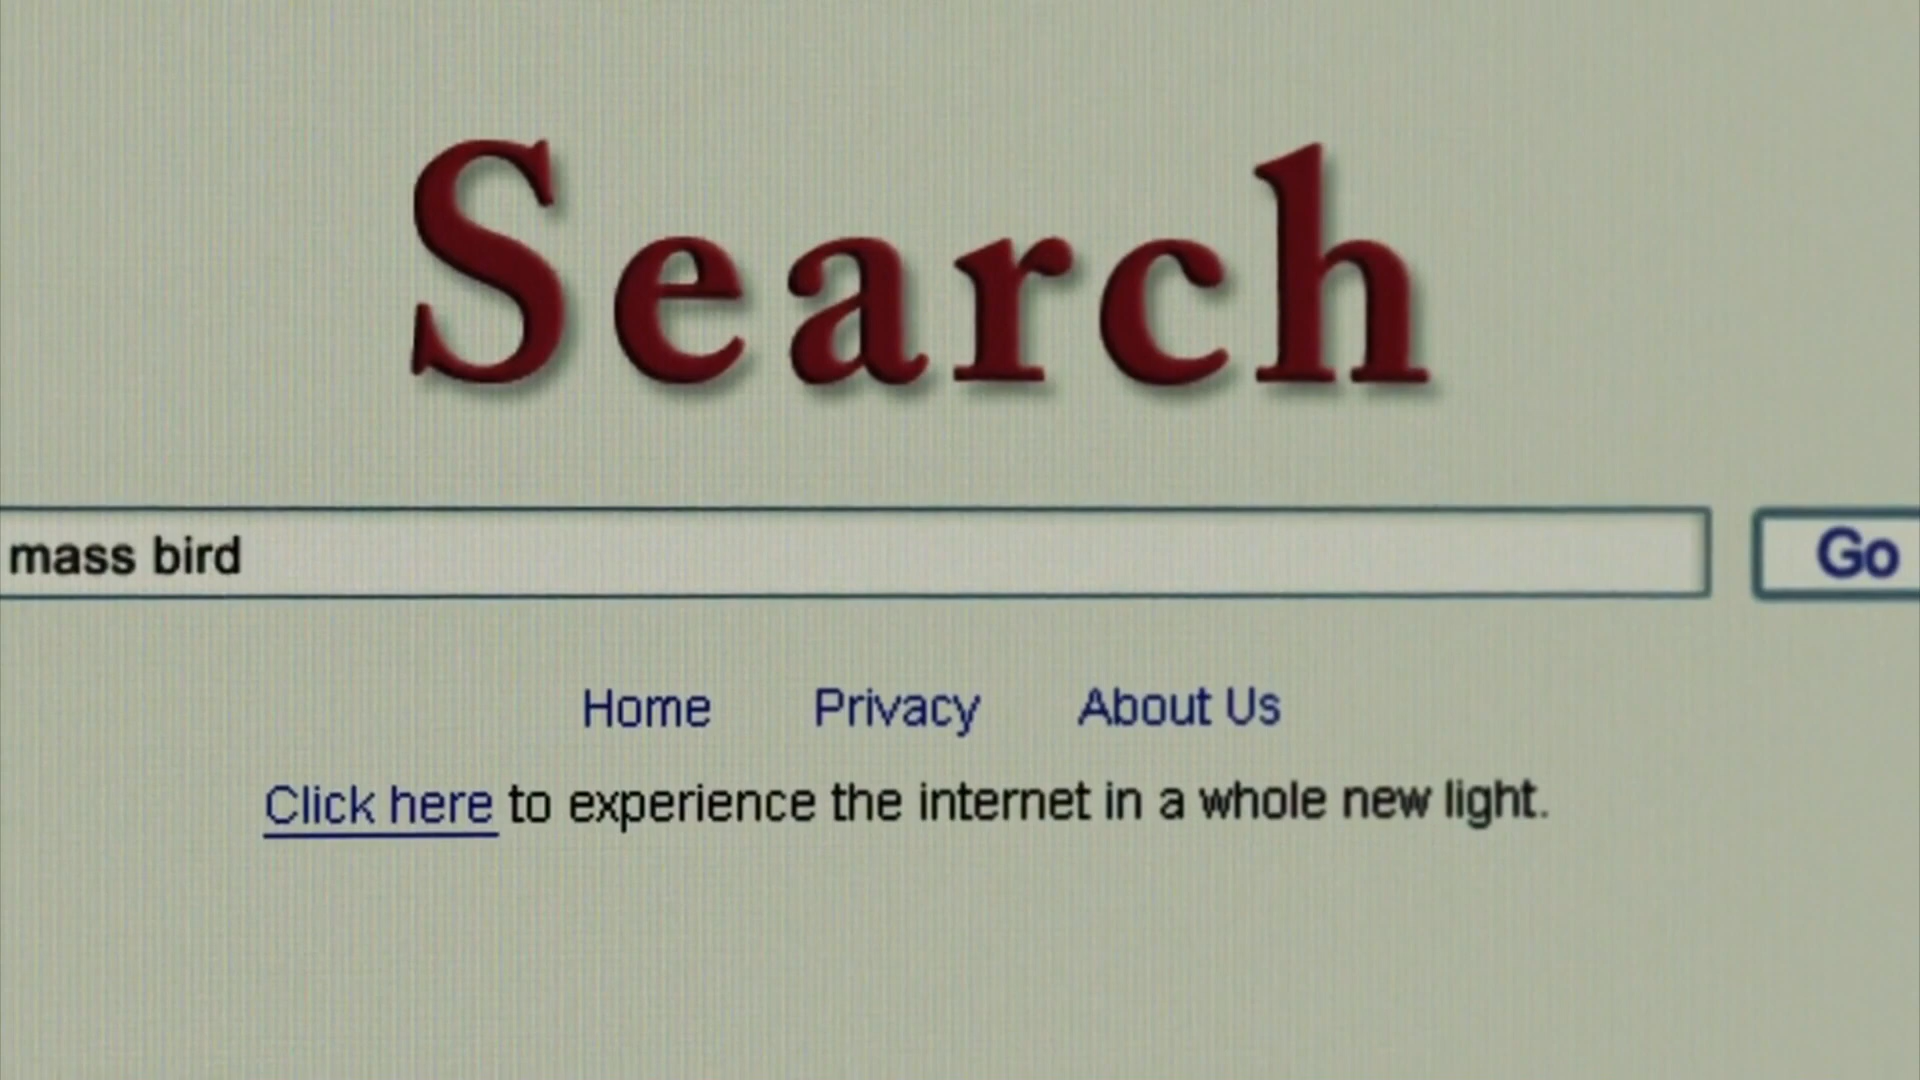 Search
mass bird
Go
Home Privacy About Us
Click here to experience the internet in a whole new light.